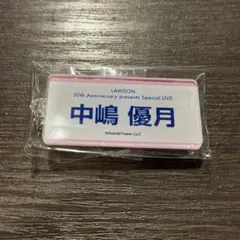 LAWSON
50th Anniversary presents Special LIVE
中嶋 優月